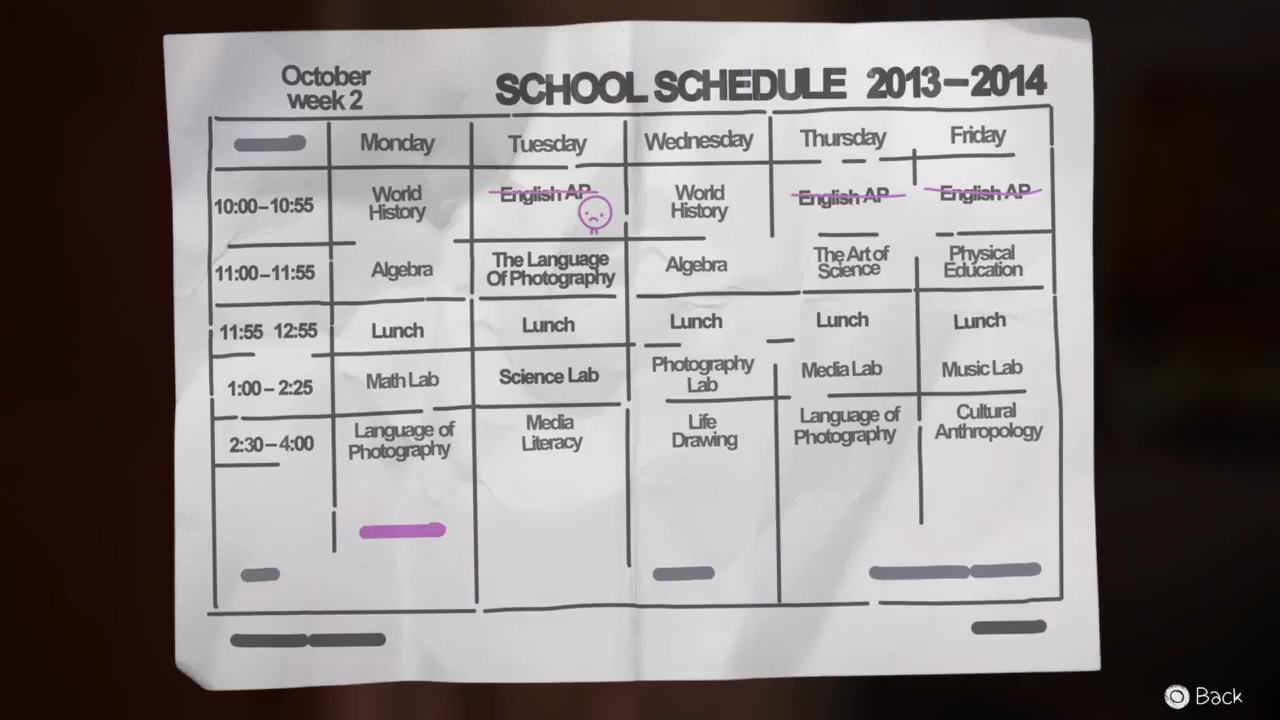 October
week 2
SCHOOL SCHEDULE 2013-2014
Monday Tuesday Wednesday Thursday Friday
10:00-10:55 World History English AP World History English AP English AP
11:00-11:55 Algebra The Language Of Photography Algebra The Art of Science Physical Education
11:55 12:55 Lunch Lunch Lunch Lunch Lunch
1:00-2:25 Math Lab Science Lab Photography Lab Media Lab Music Lab
2:30-4:00 Language of Photography Media Literacy Life Drawing Language of Photography Cultural Anthropology
Back